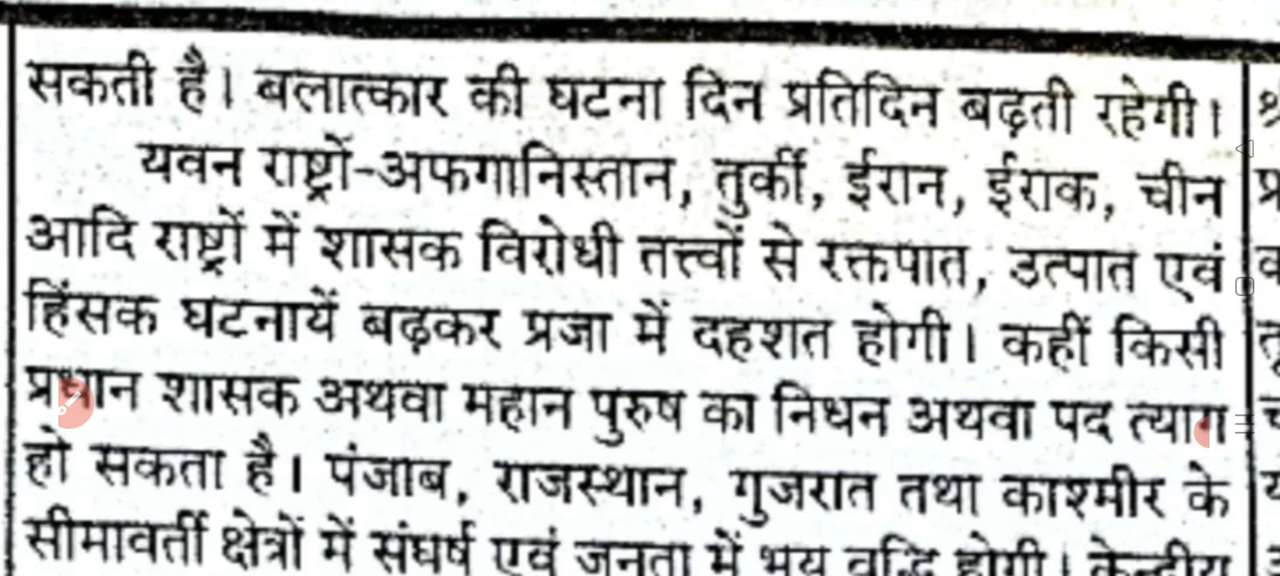 सकती है। बलात्कार की घटना दिन प्रतिदिन बढ़ती रहेगी।
यवन राष्ट्रों-अफगानिस्तान, तुर्की, ईरान, ईराक, चीन
आदि राष्ट्रों में शासक विरोधी तत्त्वों से रक्तपात, उत्पात एवं
हिंसक घटनायें बढ़कर प्रजा में दहशत होगी। कहीं किसी
प्रधान शासक अथवा महान पुरुष का निधन अथवा पद त्याग
हो सकता है। पंजाब, राजस्थान, गुजरात तथा काश्मीर के
सीमावर्ती क्षेत्रों में संघर्ष एवं जनता में भय वृद्धि होगी। केन्द्रीय